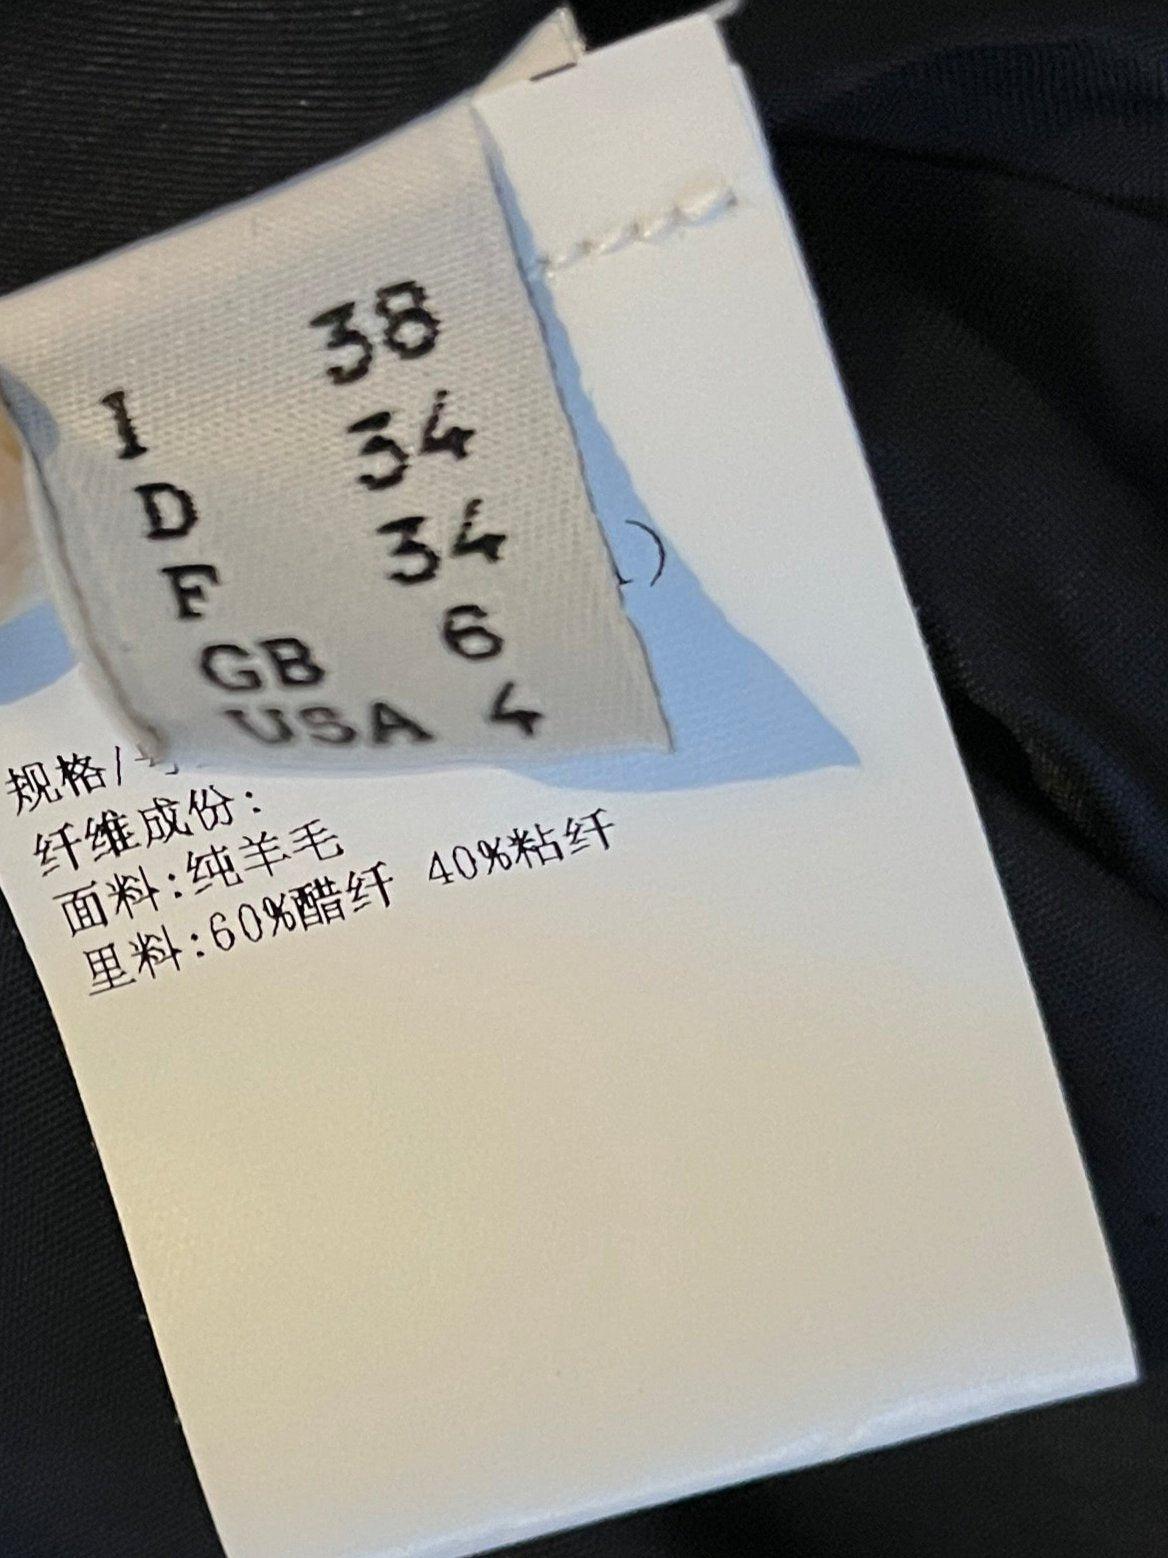 I 38
D 34
F 34
GB 6
USA 4
)
规格/
纤维成份:
面料:纯羊毛
里料:60%醋纤 40%粘纤